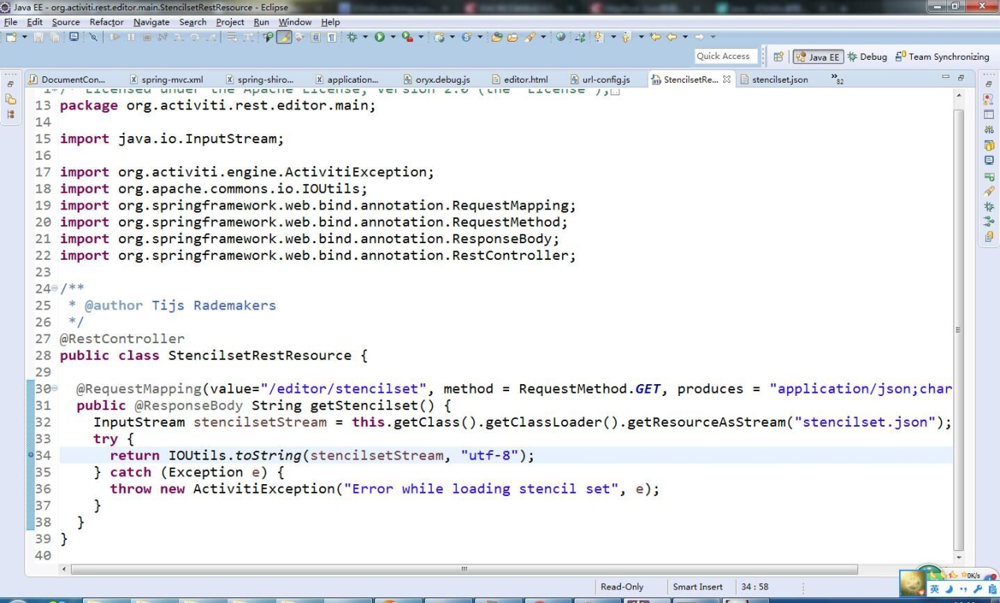 Java EE - org.activiti.rest.editor.main.StencilsetRestResource - Eclipse
File Edit Source Refactor Navigate Search Project Run Window Help
Quick Access Java EE Debug Team Synchronizing
DocumentCon... spring-mvc.xml spring-shiro... application... oryx.debug.js editor.html url-config.js StencilsetRe... stencilset.json »82
1 /* Licensed under the Apache License, Version 2.0 (the "License");
13 package org.activiti.rest.editor.main;
14
15 import java.io.InputStream;
16
17 import org.activiti.engine.ActivitiException;
18 import org.apache.commons.io.IOUtils;
19 import org.springframework.web.bind.annotation.RequestMapping;
20 import org.springframework.web.bind.annotation.RequestMethod;
21 import org.springframework.web.bind.annotation.ResponseBody;
22 import org.springframework.web.bind.annotation.RestController;
23
24 /**
25 * @author Tijs Rademakers
26 */
27 @RestController
28 public class StencilsetRestResource {
29
30 @RequestMapping(value="/editor/stencilset", method = RequestMethod.GET, produces = "application/json;char
31 public @ResponseBody String getStencilset() {
32 InputStream stencilsetStream = this.getClass().getClassLoader().getResourceAsStream("stencilset.json");
33 try {
34 return IOUtils.toString(stencilsetStream, "utf-8");
35 } catch (Exception e) {
36 throw new ActivitiException("Error while loading stencil set", e);
37 }
38 }
39 }
40
Read-Only Smart Insert 34 : 58
0K/s
英